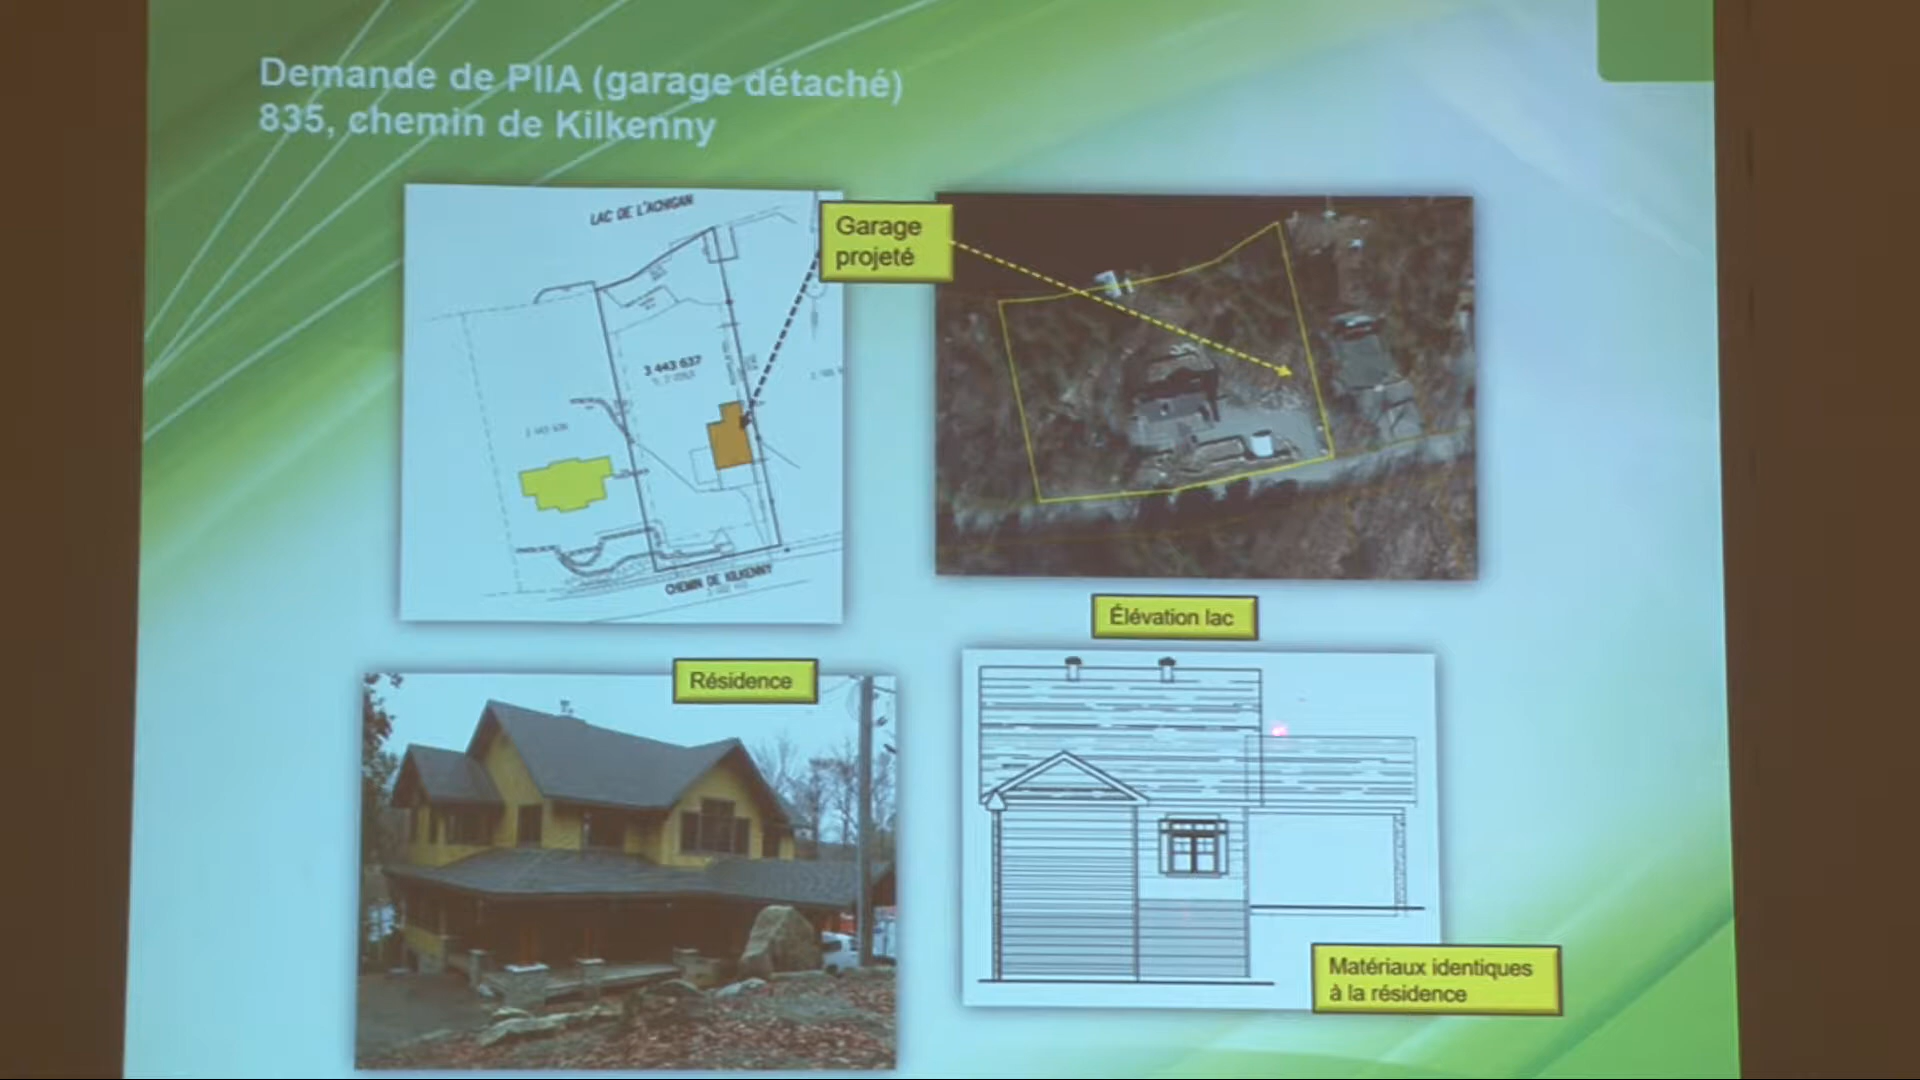 Demande de PIIA (garage détaché)
835, chemin de Kilkenny
LAC DE L'ACHIGAN
Garage
projeté
3 443 637
CHEMIN DE KILKENNY
Élévation lac
Résidence
Matériaux identiques
à la résidence